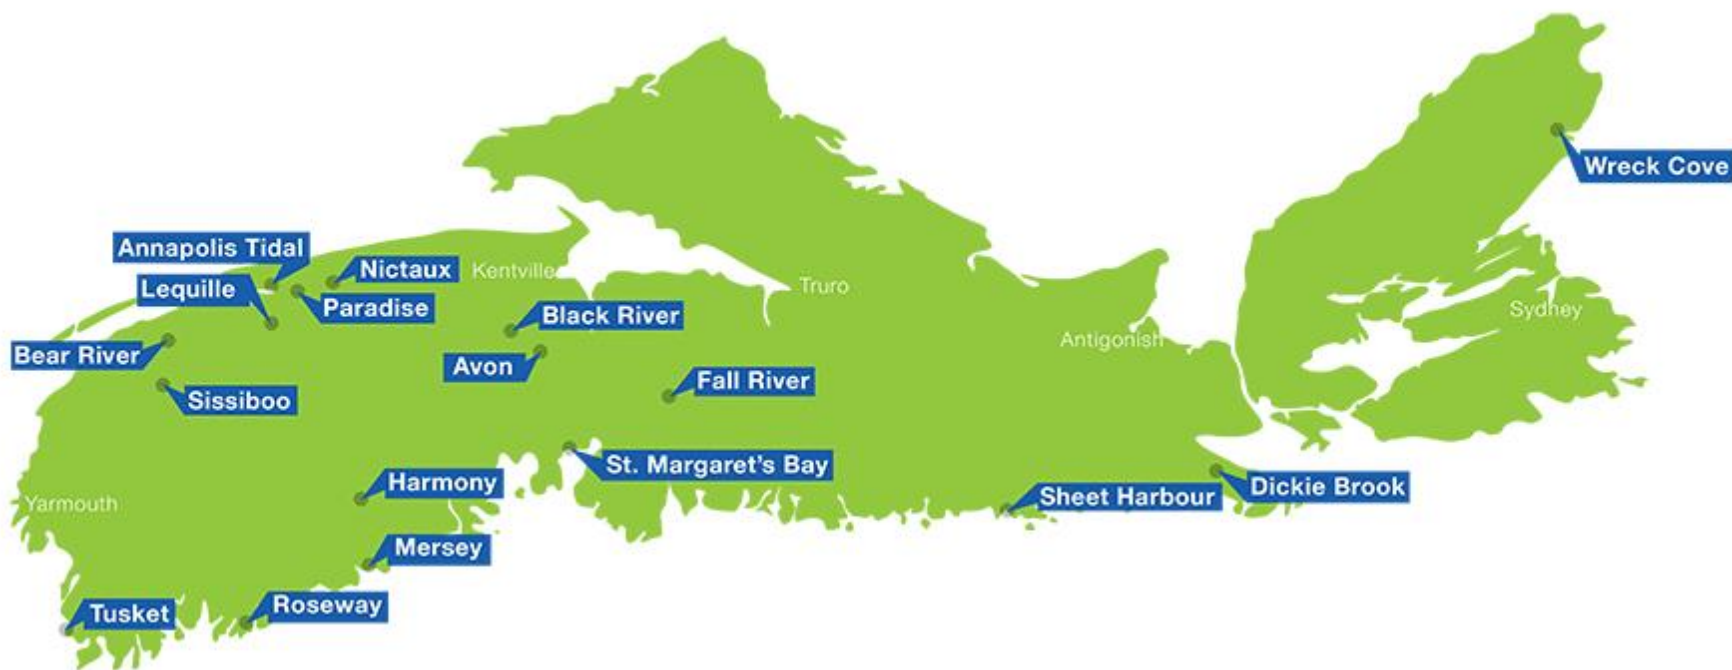 Wreck Cove
Annapolis Tidal
Nictaux
Kentville
Lequille
Truro
Paradise
Sydney
Black River
Antigonish
Bear River
Avon
Fall River
Sissiboo
St. Margaret's Bay
Harmony
Dickie Brook
Sheet Harbour
Yarmouth
Mersey
Roseway
Tusket